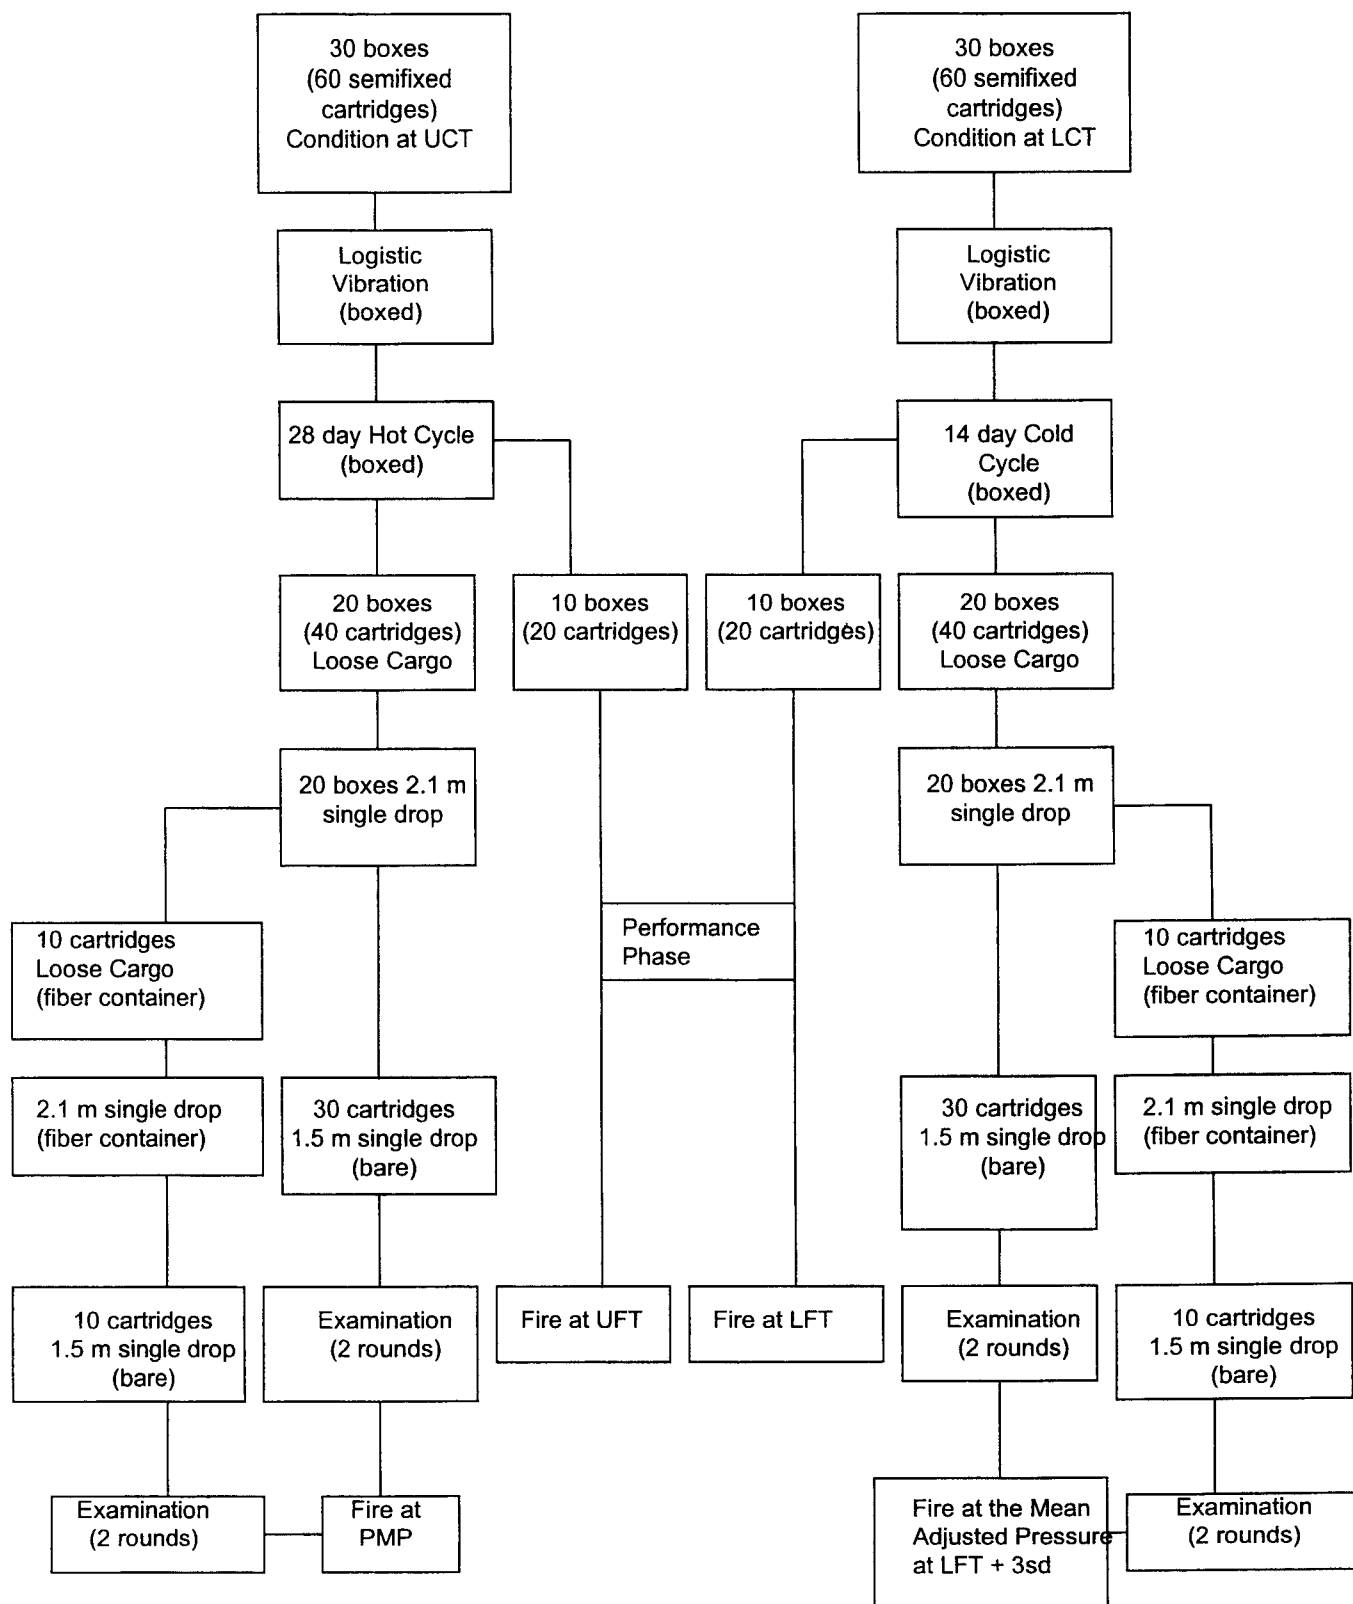 30 boxes
(60 semifixed
cartridges)
Condition at UCT
30 boxes
(60 semifixed
cartridges)
Condition at LCT
Logistic
Vibration
(boxed)
Logistic
Vibration
(boxed)
28 day Hot Cycle
(boxed)
14 day Cold
Cycle
(boxed)
20 boxes
(40 cartridges)
Loose Cargo
10 boxes
(20 cartridges)
10 boxes
(20 cartridges)
20 boxes
(40 cartridges)
Loose Cargo
20 boxes 2.1 m
single drop
20 boxes 2.1 m
single drop
10 cartridges
Loose Cargo
(fiber container)
Performance
Phase
10 cartridges
Loose Cargo
(fiber container)
2.1 m single drop
(fiber container)
30 cartridges
1.5 m single drop
(bare)
30 cartridges
1.5 m single drop
(bare)
2.1 m single drop
(fiber container)
10 cartridges
1.5 m single drop
(bare)
Examination
(2 rounds)
Fire at UFT
Fire at LFT
Examination
(2 rounds)
10 cartridges
1.5 m single drop
(bare)
Examination
(2 rounds)
Fire at
PMP
Fire at the Mean
Adjusted Pressure
at LFT + 3sd
Examination
(2 rounds)